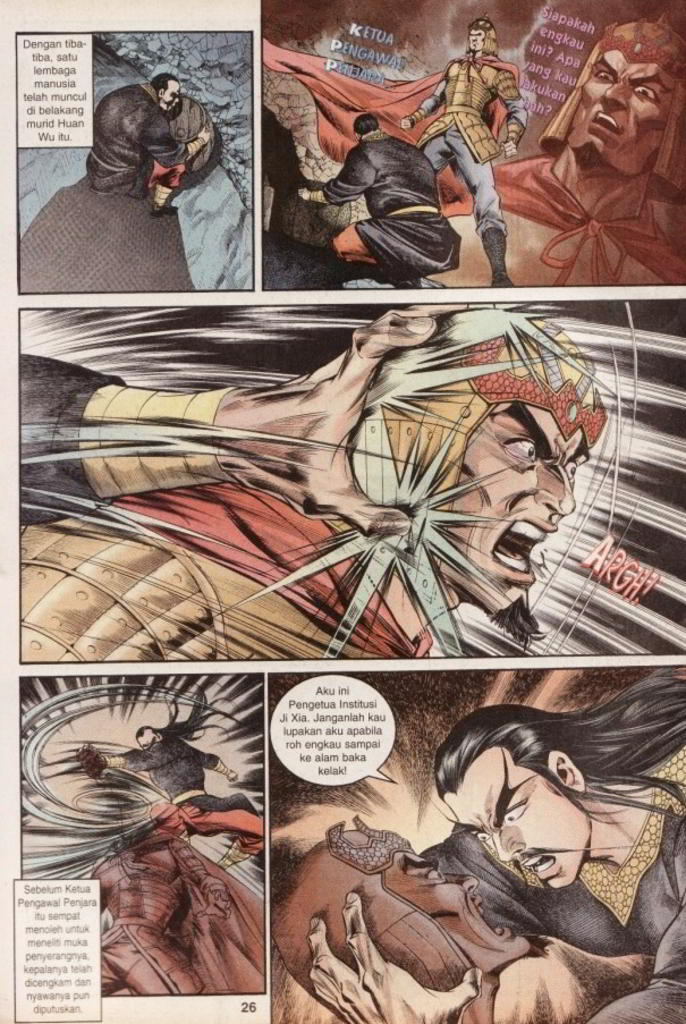 Dengan tiba-
tiba, satu
lembaga
manusia
telah muncul
di belakang
murid Huan
Wu itu.
KETUA
PENGAWAL
PENJARA
Siapakah
engkau
ini? Apa
yang kau
lakukan
hoh?
ARGH!
Sebelum Ketua
Pengawal Penjara
itu sempat
menoleh untuk
meneliti muka
penyerangnya,
kepalanya telah
dicengkam dan
nyawanya pun
diputuskan.
Aku ini
Pengetua Institusi
Ji Xia. Janganlah kau
lupakan aku apabila
roh engkau sampai
ke alam baka
kelak!
26